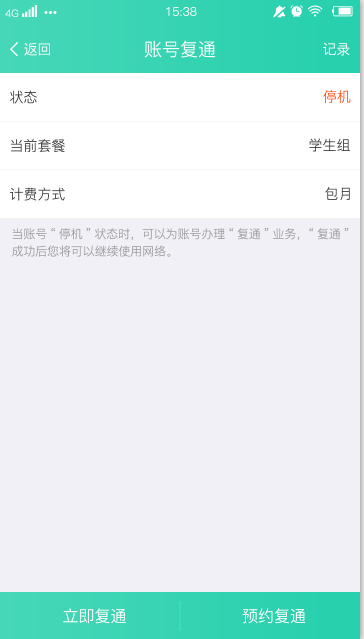 4G 15:38
返回 账号复通 记录
状态 停机
当前套餐 学生组
计费方式 包月
当账号“停机”状态时，可以为账号办理“复通”业务，“复通”
成功后您将可以继续使用网络。
立即复通 预约复通